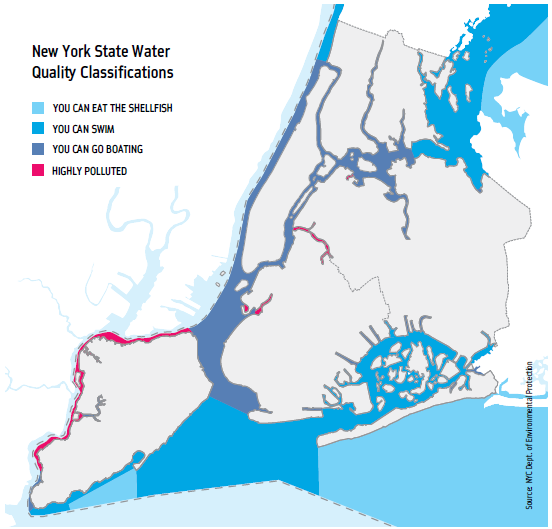 New York State Water
Quality Classifications
YOU CAN EAT THE SHELLFISH
YOU CAN SWIM
YOU CAN GO BOATING
HIGHLY POLLUTED
Source: NYC Dept. of Environmental Protection